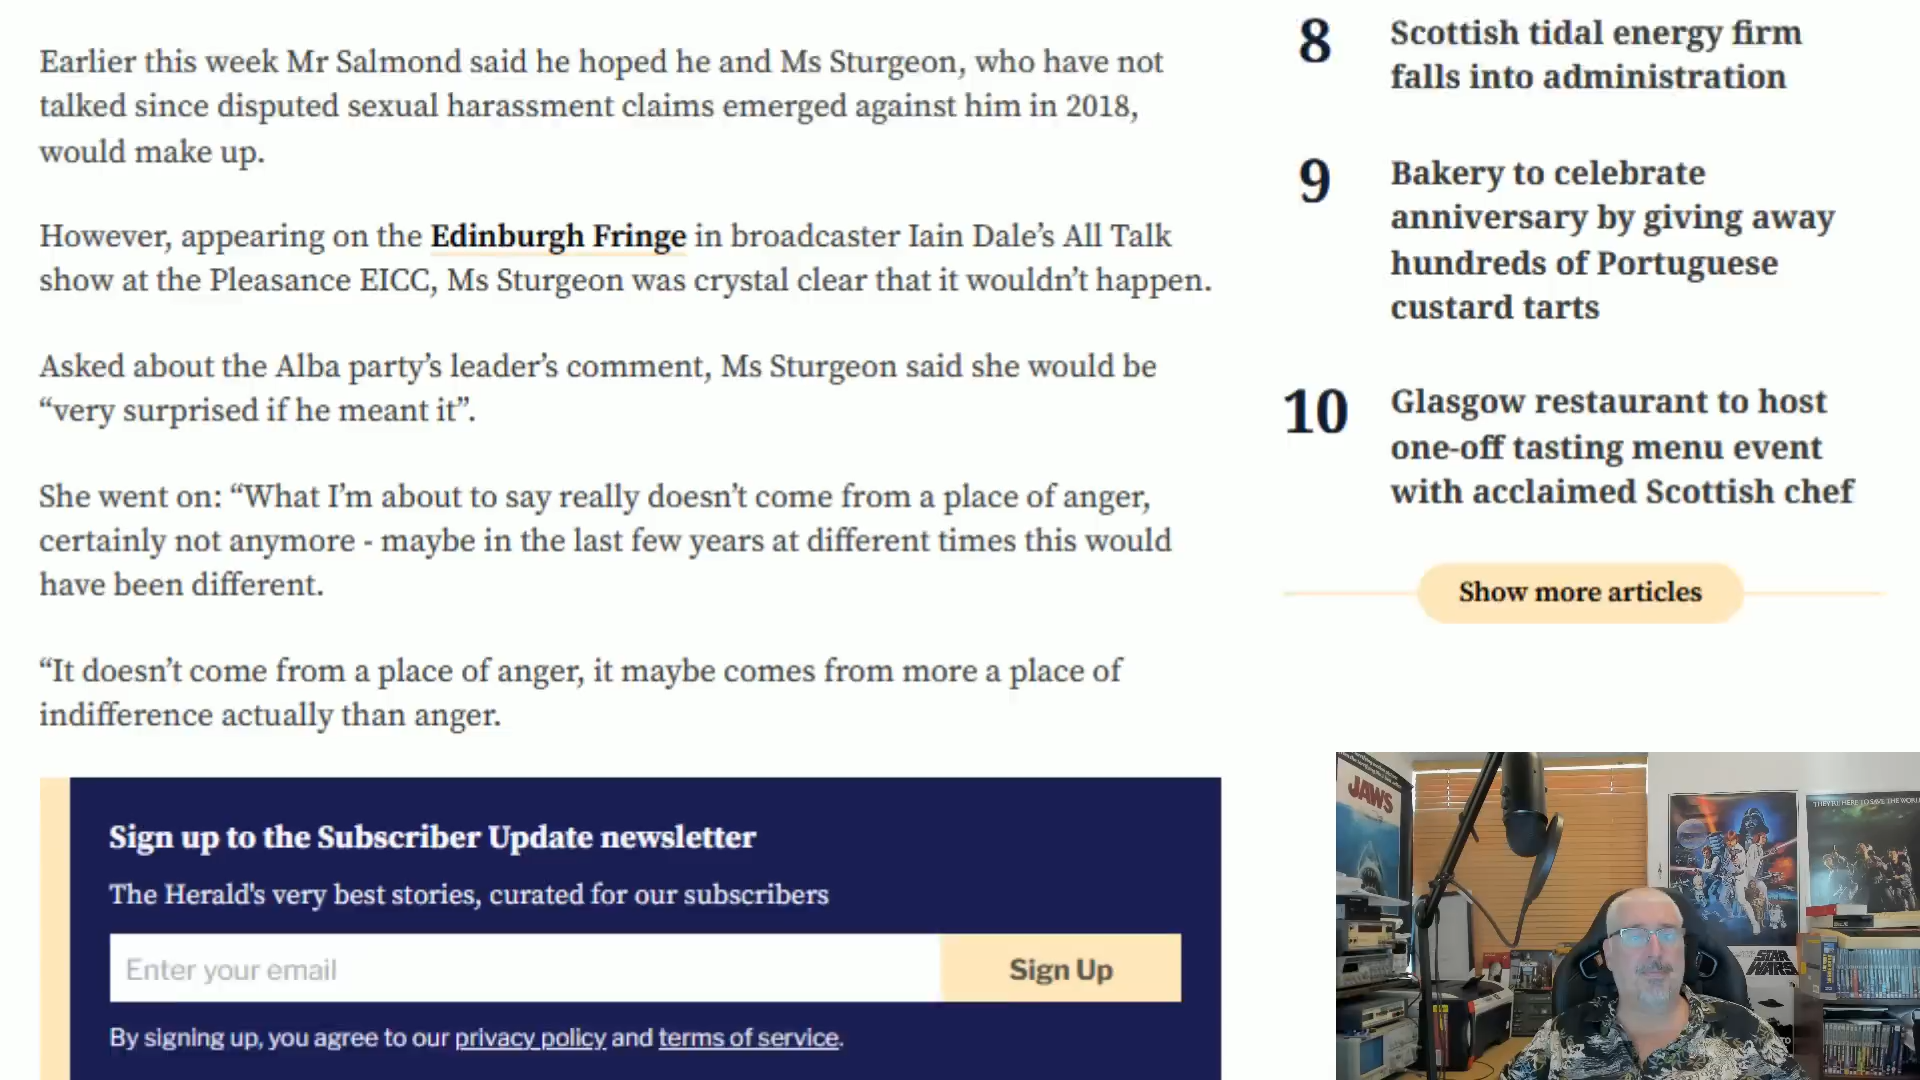 Earlier this week Mr Salmond said he hoped he and Ms Sturgeon, who have not
talked since disputed sexual harassment claims emerged against him in 2018,
would make up.
However, appearing on the Edinburgh Fringe in broadcaster Iain Dale’s All Talk
show at the Pleasance EICC, Ms Sturgeon was crystal clear that it wouldn’t happen.
Asked about the Alba party’s leader’s comment, Ms Sturgeon said she would be
“very surprised if he meant it”.
She went on: “What I’m about to say really doesn’t come from a place of anger,
certainly not anymore - maybe in the last few years at different times this would
have been different.
“It doesn’t come from a place of anger, it maybe comes from more a place of
indifference actually than anger.
Sign up to the Subscriber Update newsletter
The Herald's very best stories, curated for our subscribers
Enter your email
Sign Up
By signing up, you agree to our privacy policy and terms of service.
8
Scottish tidal energy firm
falls into administration
9
Bakery to celebrate
anniversary by giving away
hundreds of Portuguese
custard tarts
10
Glasgow restaurant to host
one-off tasting menu event
with acclaimed Scottish chef
Show more articles
JAWS
THEY'RE HERE TO SAVE THE WORLD
STAR
WARS